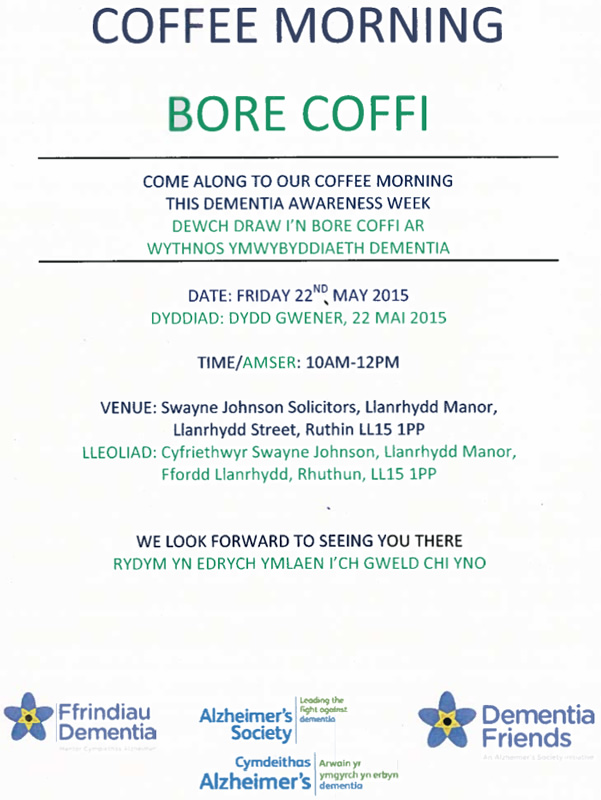 COFFEE MORNING
BORE COFFI
COME ALONG TO OUR COFFEE MORNING
THIS DEMENTIA AWARENESS WEEK
DEWCH DRAW I'N BORE COFFI AR
WYTHNOS YMWYBYDDIAETH DEMENTIA
DATE: FRIDAY 22ND MAY 2015
DYDDIAD: DYDD GWENER, 22 MAI 2015
TIME/AMSER: 10AM-12PM
VENUE: Swayne Johnson Solicitors, Llanrhydd Manor,
Llanrhydd Street, Ruthin LL15 1PP
LLEOLIAD: Cyfriethwyr Swayne Johnson, Llanrhydd Manor,
Ffordd Llanrhydd, Rhuthun, LL15 1PP
WE LOOK FORWARD TO SEEING YOU THERE
RYDYM YN EDRYCH YMLAEN I'CH GWELD CHI YNO
Ffrindiau
Dementia
Alzheimer's
Society
Leading the
fight against
dementia
Cymdeithas
Alzheimer's
Arwain yr
ymgyrch yn erbyn
dementia
Dementia
Friends
An Alzheimer's Society initiative